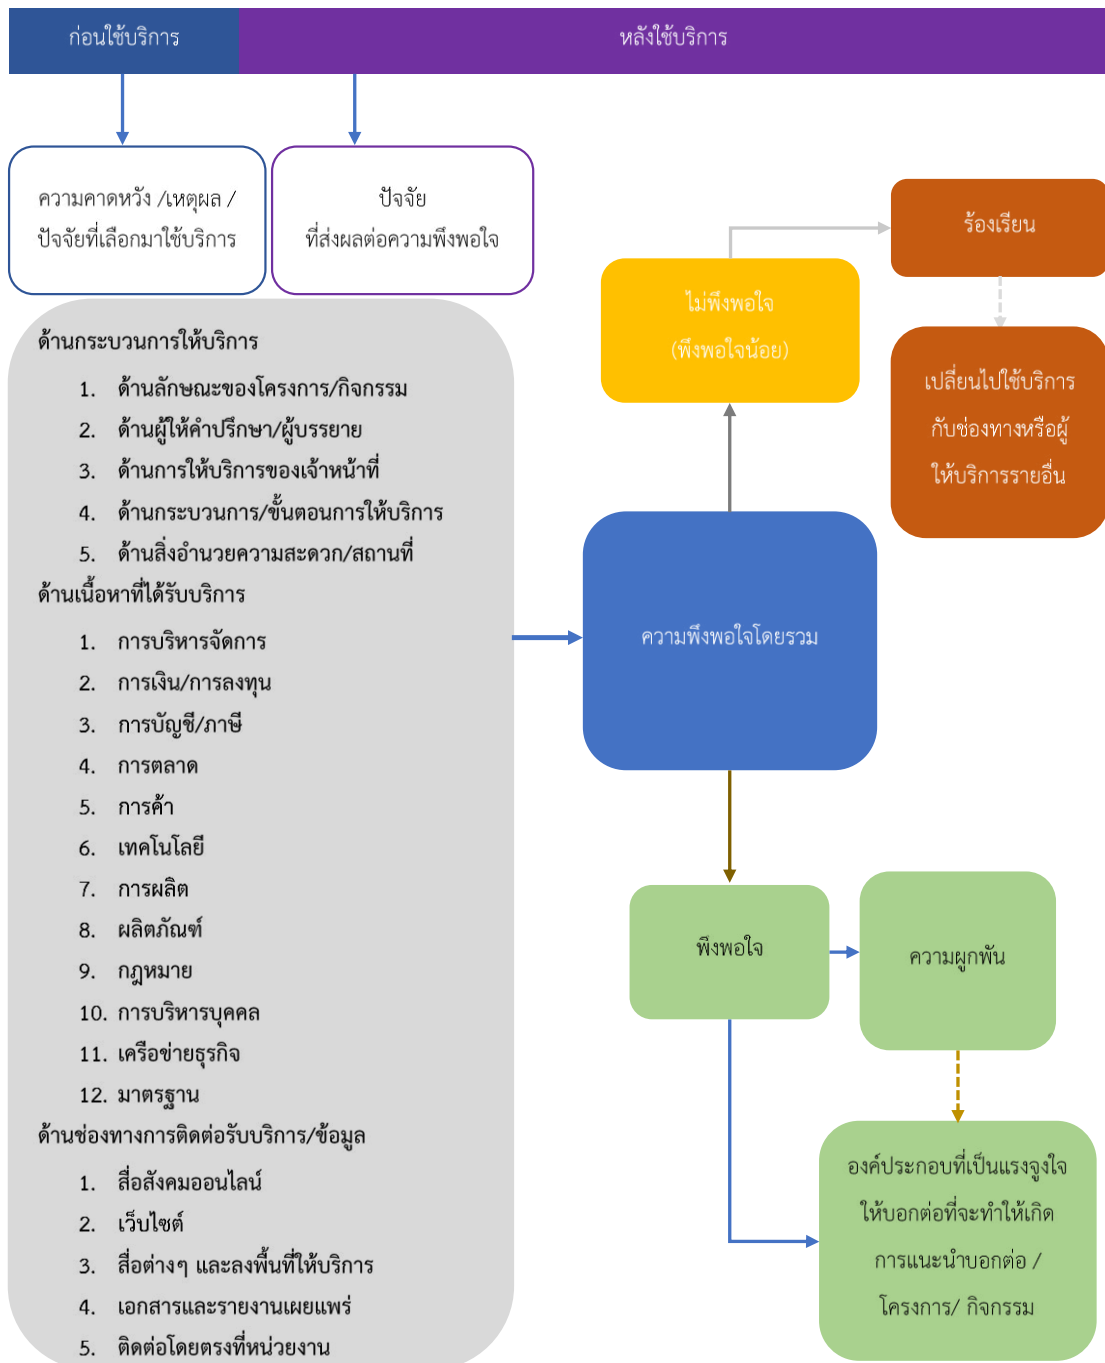 ก่อนใช้บริการ
หลังใช้บริการ
ความคาดหวัง /เหตุผล /
ปัจจัยที่เลือกมาใช้บริการ
ปัจจัย
ที่ส่งผลต่อความพึงพอใจ
ด้านกระบวนการให้บริการ
1. ด้านลักษณะของโครงการ/กิจกรรม
2. ด้านผู้ให้คำปรึกษา/ผู้บรรยาย
3. ด้านการให้บริการของเจ้าหน้าที่
4. ด้านกระบวนการ/ขั้นตอนการให้บริการ
5. ด้านสิ่งอำนวยความสะดวก/สถานที่
ด้านเนื้อหาที่ได้รับบริการ
1. การบริหารจัดการ
2. การเงิน/การลงทุน
3. การบัญชี/ภาษี
4. การตลาด
5. การค้า
6. เทคโนโลยี
7. การผลิต
8. ผลิตภัณฑ์
9. กฎหมาย
10. การบริหารบุคคล
11. เครือข่ายธุรกิจ
12. มาตรฐาน
ด้านช่องทางการติดต่อรับบริการ/ข้อมูล
1. สื่อสังคมออนไลน์
2. เว็บไซต์
3. สื่อต่างๆ และลงพื้นที่ให้บริการ
4. เอกสารและรายงานเผยแพร่
5. ติดต่อโดยตรงที่หน่วยงาน
ความพึงพอใจโดยรวม
ไม่พึงพอใจ
(พึงพอใจน้อย)
ร้องเรียน
เปลี่ยนไปใช้บริการ
กับช่องทางหรือผู้
ให้บริการรายอื่น
พึงพอใจ
ความผูกพัน
องค์ประกอบที่เป็นแรงจูงใจ
ให้บอกต่อที่จะทำให้เกิด
การแนะนำบอกต่อ /
โครงการ/ กิจกรรม